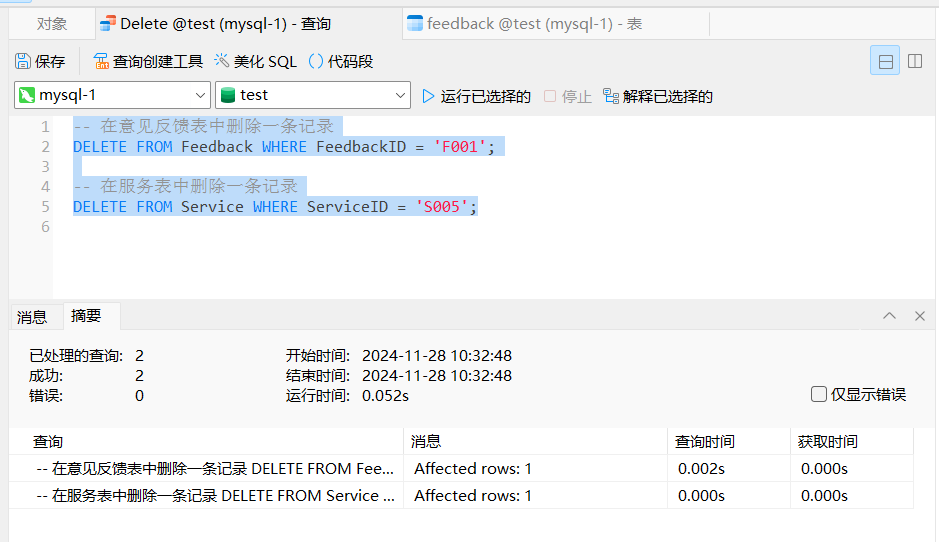 对象
Delete @test (mysql-1) - 查询
feedback @test (mysql-1) - 表
保存 查询创建工具 美化 SQL () 代码段
mysql-1 test 运行已选择的 停止 解释已选择的
1 -- 在意见反馈表中删除一条记录
2 DELETE FROM Feedback WHERE FeedbackID = 'F001';
3
4 -- 在服务表中删除一条记录
5 DELETE FROM Service WHERE ServiceID = 'S005';
6
消息 摘要
已处理的查询: 2 开始时间: 2024-11-28 10:32:48
成功: 2 结束时间: 2024-11-28 10:32:48
错误: 0 运行时间: 0.052s
仅显示错误
查询 消息 查询时间 获取时间
-- 在意见反馈表中删除一条记录 DELETE FROM Fee... Affected rows: 1 0.002s 0.000s
-- 在服务表中删除一条记录 DELETE FROM Service ... Affected rows: 1 0.000s 0.000s